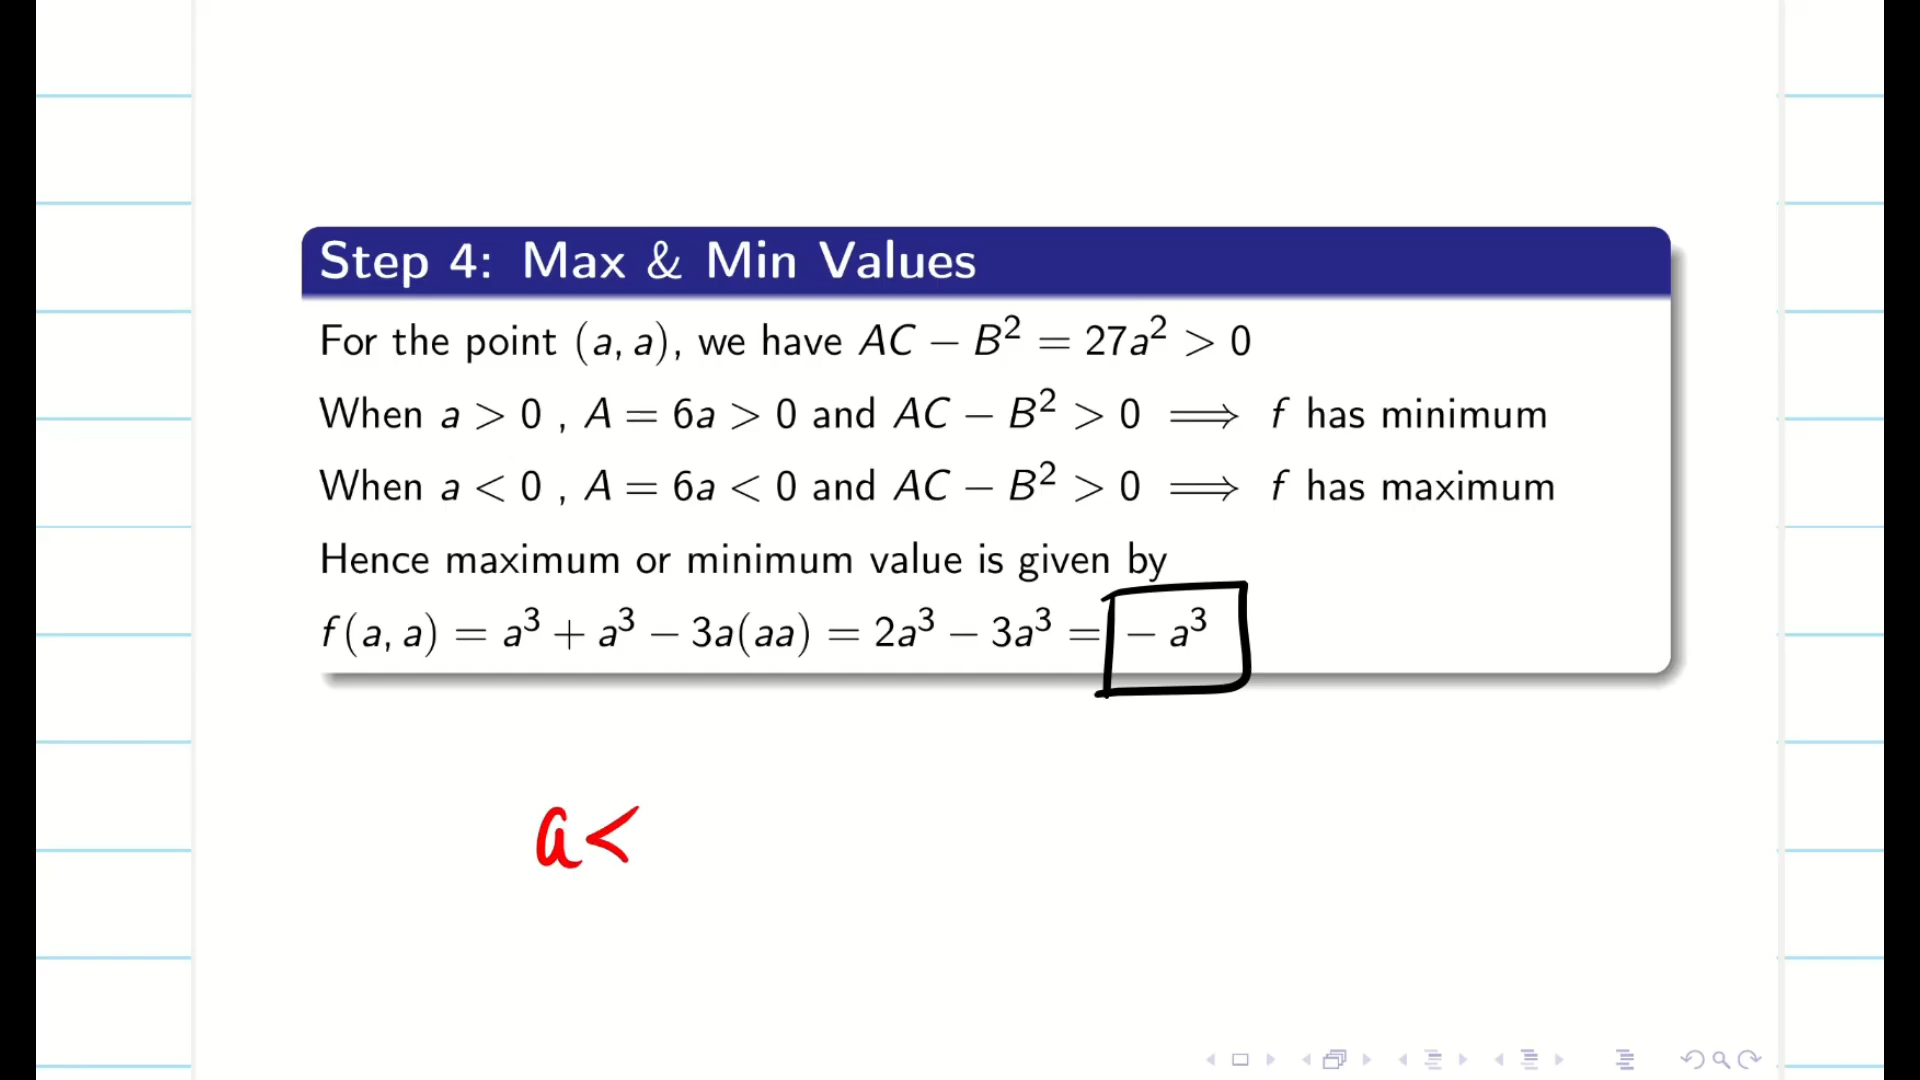 Step 4: Max & Min Values
For the point (a, a), we have AC − B² = 27a² > 0
When a > 0 , A = 6a > 0 and AC − B² > 0 ⟹ f has minimum
When a < 0 , A = 6a < 0 and AC − B² > 0 ⟹ f has maximum
Hence maximum or minimum value is given by
f(a, a) = a³ + a³ − 3a(aa) = 2a³ − 3a³ = − a³
a <